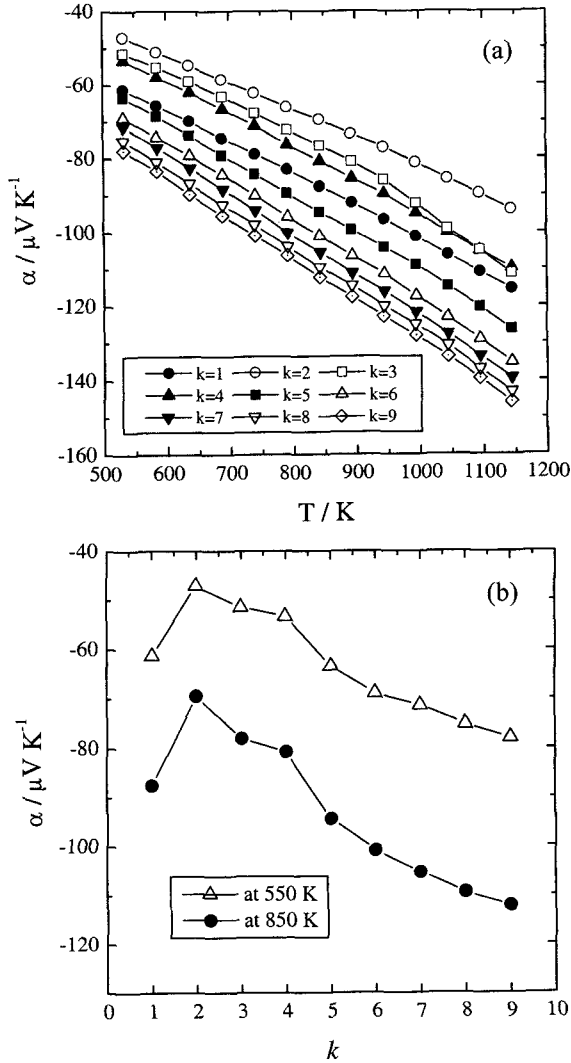 -40
(a)
-60
-80
-100
-120
-140
-160
α / μV K⁻¹
k=1 k=2 k=3
k=4 k=5 k=6
k=7 k=8 k=9
500 600 700 800 900 1000 1100 1200
T / K
-40
(b)
-60
-80
-100
-120
α / μV K⁻¹
at 550 K
at 850 K
0 1 2 3 4 5 6 7 8 9 10
k